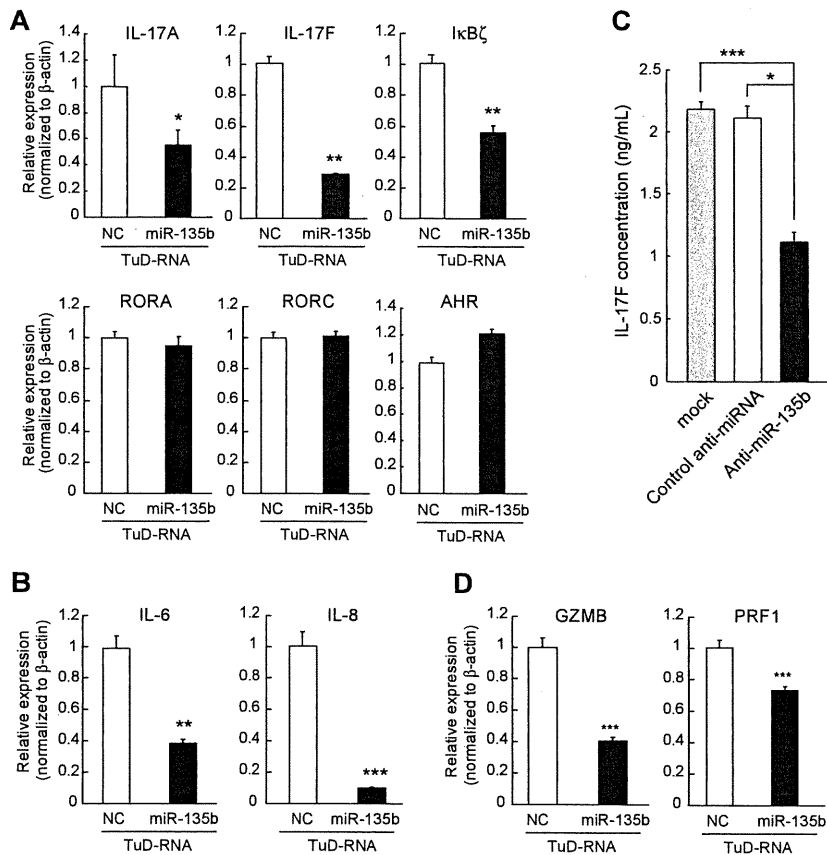 A
IL-17A
IL-17F
IκBζ
Relative expression
(normalized to β-actin)
1.2
1
0.8
0.6
0.4
0.2
0
1.2
1
0.8
0.6
0.4
0.2
0
1.2
1
0.8
0.6
0.4
0.2
0
*
**
**
NC miR-135b
TuD-RNA
NC miR-135b
TuD-RNA
NC miR-135b
TuD-RNA
RORA
RORC
AHR
Relative expression
(normalized to β-actin)
1.2
1
0.8
0.6
0.4
0.2
0
1.2
1
0.8
0.6
0.4
0.2
0
1.4
1.2
1
0.8
0.6
0.4
0.2
0
NC miR-135b
TuD-RNA
NC miR-135b
TuD-RNA
NC miR-135b
TuD-RNA
C
IL-17F concentration (ng/mL)
2.5
2
1.5
1
0.5
0
***
*
mock
Control anti-miRNA
Anti-miR-135b
B
IL-6
IL-8
Relative expression
(normalized to β-actin)
1.2
1
0.8
0.6
0.4
0.2
0
1.2
1
0.8
0.6
0.4
0.2
0
**
***
NC miR-135b
TuD-RNA
NC miR-135b
TuD-RNA
D
GZMB
PRF1
Relative expression
(normalized to β-actin)
1.2
1
0.8
0.6
0.4
0.2
0
1.2
1
0.8
0.6
0.4
0.2
0
***
***
NC miR-135b
TuD-RNA
NC miR-135b
TuD-RNA